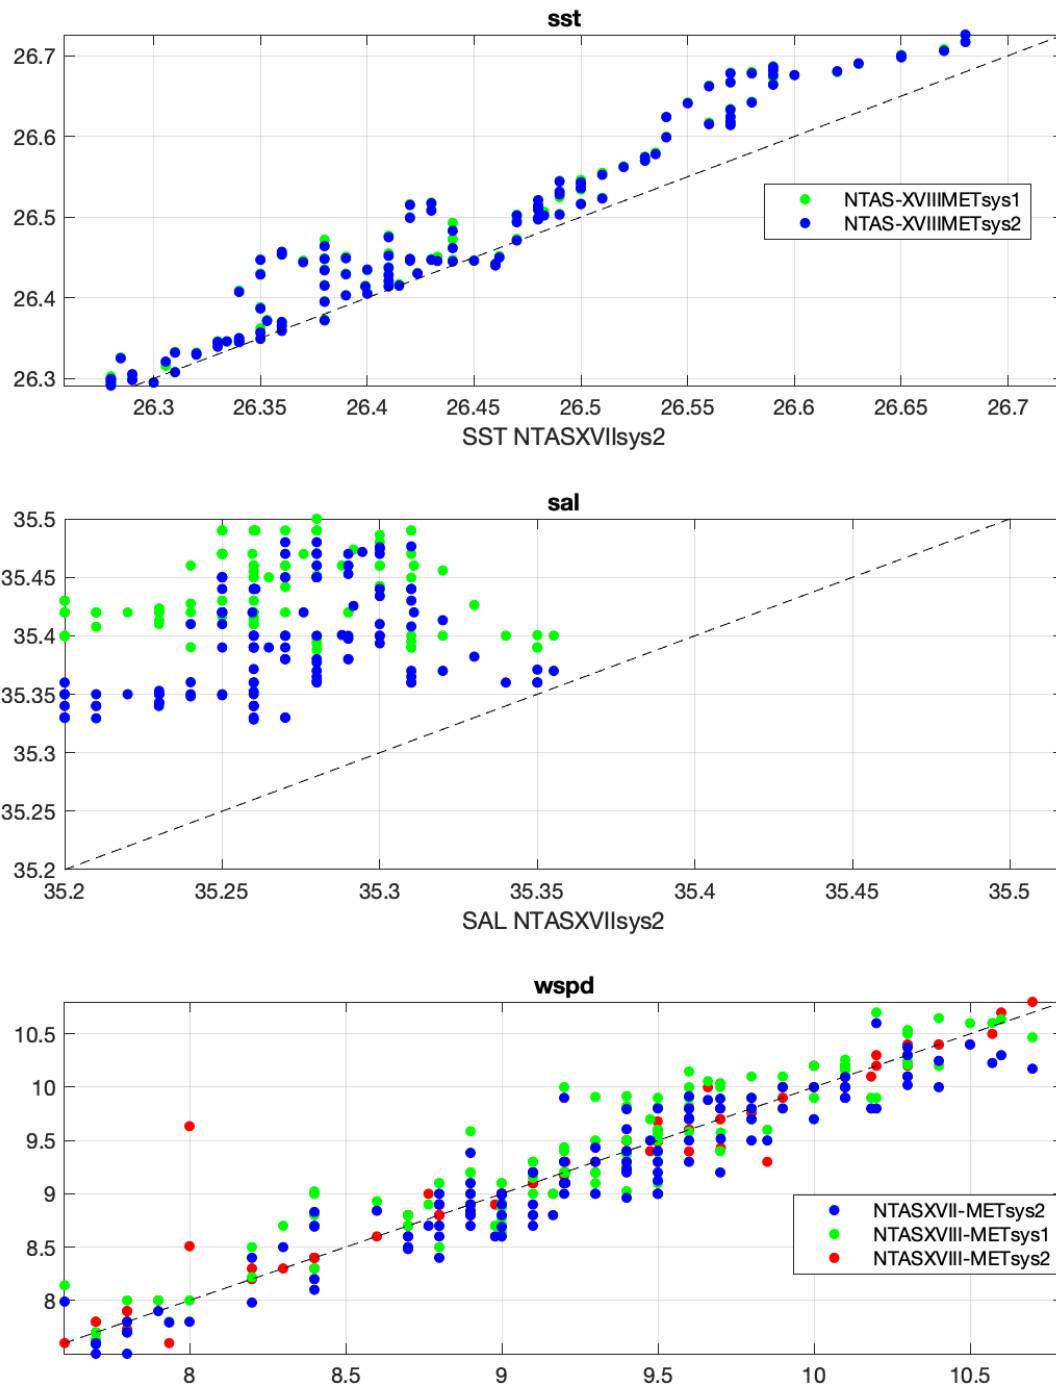 sst
26.7
26.6
26.5
26.4
26.3
NTAS-XVIIIMETsys1
NTAS-XVIIIMETsys2
26.3 26.35 26.4 26.45 26.5 26.55 26.6 26.65 26.7
SST NTASXVIIsys2
sal
35.5
35.45
35.4
35.35
35.3
35.25
35.2
35.2 35.25 35.3 35.35 35.4 35.45 35.5
SAL NTASXVIIsys2
wspd
10.5
10
9.5
9
8.5
8
NTASXVII-METsys2
NTASXVIII-METsys1
NTASXVIII-METsys2
8 8.5 9 9.5 10 10.5